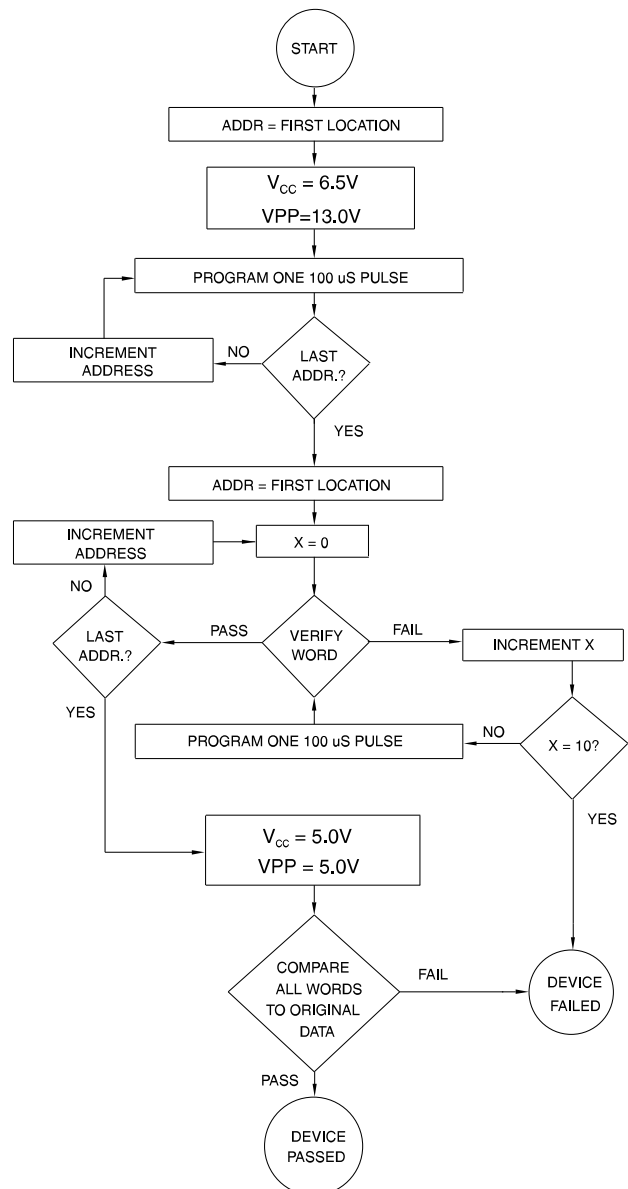 START
ADDR = FIRST LOCATION
VCC = 6.5V
VPP=13.0V
PROGRAM ONE 100 uS PULSE
INCREMENT
ADDRESS
NO
LAST
ADDR.?
YES
ADDR = FIRST LOCATION
INCREMENT
ADDRESS
X = 0
NO
LAST
ADDR.?
PASS
VERIFY
WORD
FAIL
INCREMENT X
YES
PROGRAM ONE 100 uS PULSE
NO
X = 10?
YES
VCC = 5.0V
VPP = 5.0V
COMPARE
ALL WORDS
TO ORIGINAL
DATA
FAIL
DEVICE
FAILED
PASS
DEVICE
PASSED